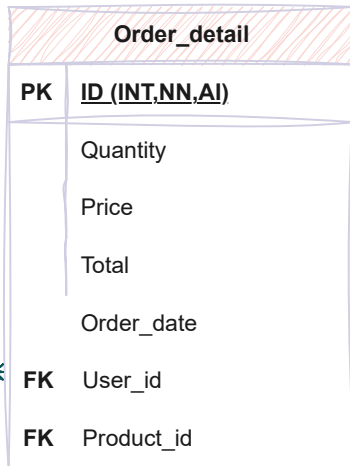 Order_detail
PK ID (INT,NN,AI)
Quantity
Price
Total
Order_date
FK User_id
FK Product_id